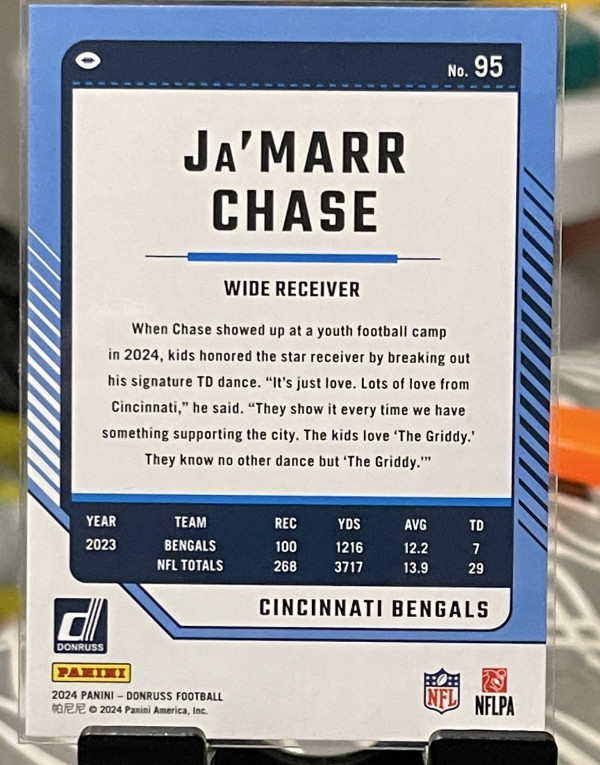 No. 95
JA'MARR
CHASE
WIDE RECEIVER
When Chase showed up at a youth football camp
in 2024, kids honored the star receiver by breaking out
his signature TD dance. “It's just love. Lots of love from
Cincinnati,” he said. “They show it every time we have
something supporting the city. The kids love ‘The Griddy.’
They know no other dance but ‘The Griddy.’”
YEAR TEAM REC YDS AVG TD
2023 BENGALS 100 1216 12.2 7
NFL TOTALS 268 3717 13.9 29
CINCINNATI BENGALS
DONRUSS
PANINI
2024 PANINI – DONRUSS FOOTBALL
帕尼尼 © 2024 Panini America, Inc.
NFL
NFLPA